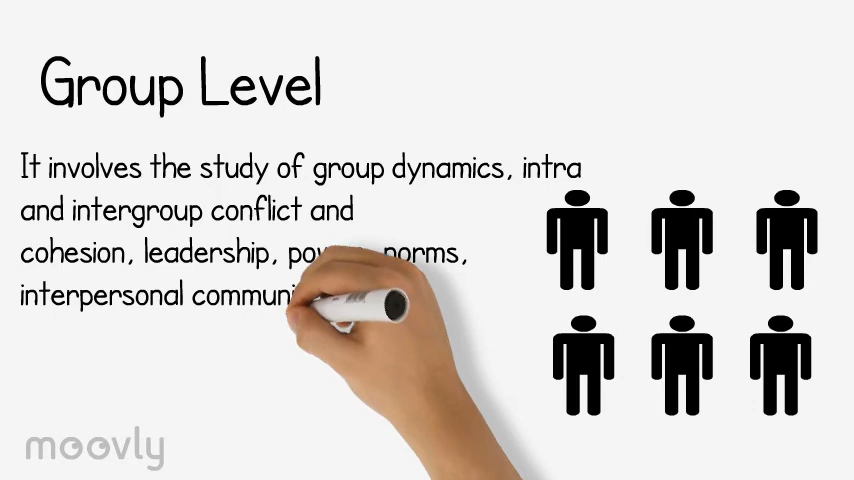 Group Level
It involves the study of group dynamics, intra
and intergroup conflict and
cohesion, leadership, norms,
interpersonal
moovly